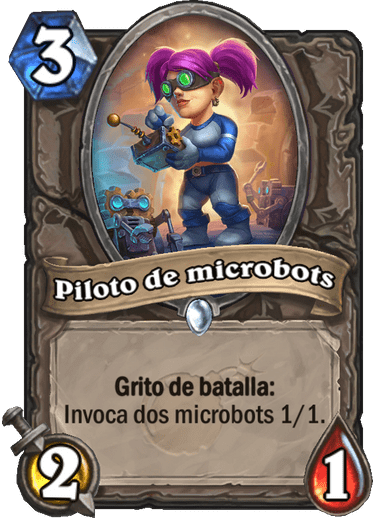 3
Piloto de microbots
Grito de batalla:
Invoca dos microbots 1/1.
2
1